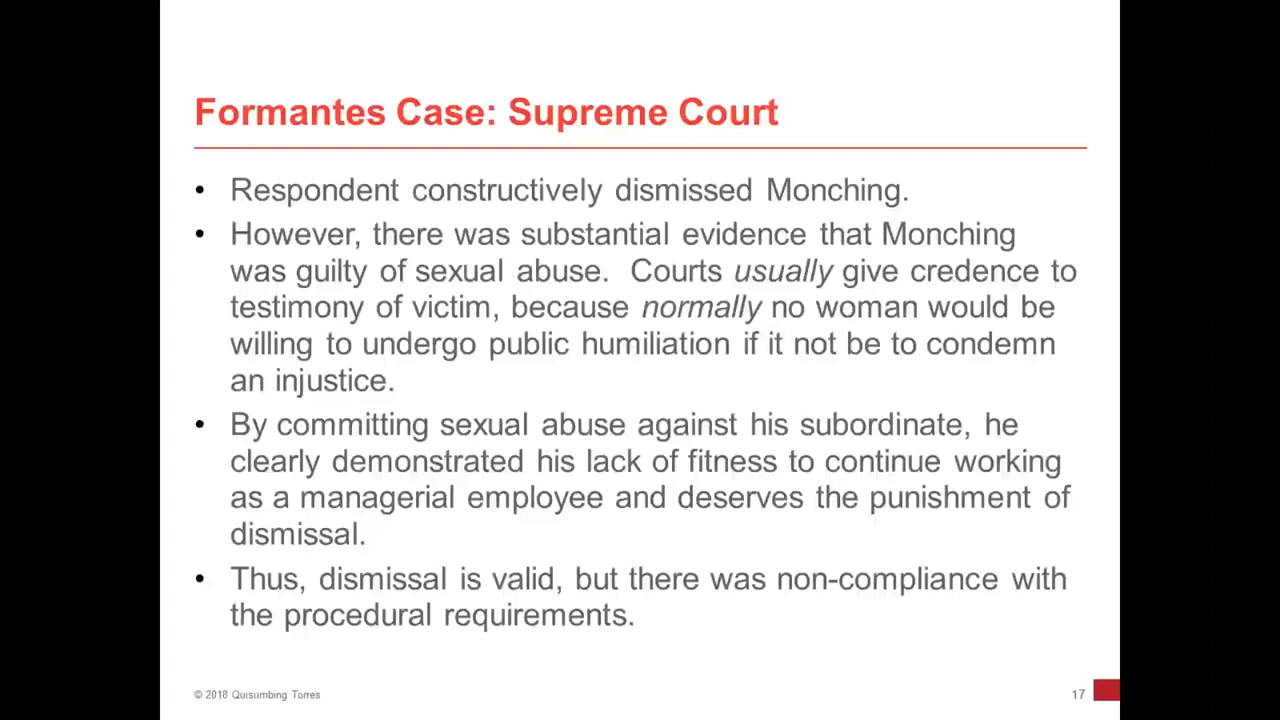 Formantes Case: Supreme Court
• Respondent constructively dismissed Monching.
• However, there was substantial evidence that Monching
was guilty of sexual abuse. Courts usually give credence to
testimony of victim, because normally no woman would be
willing to undergo public humiliation if it not be to condemn
an injustice.
• By committing sexual abuse against his subordinate, he
clearly demonstrated his lack of fitness to continue working
as a managerial employee and deserves the punishment of
dismissal.
• Thus, dismissal is valid, but there was non-compliance with
the procedural requirements.
© 2018 Quisumbing Torres
17